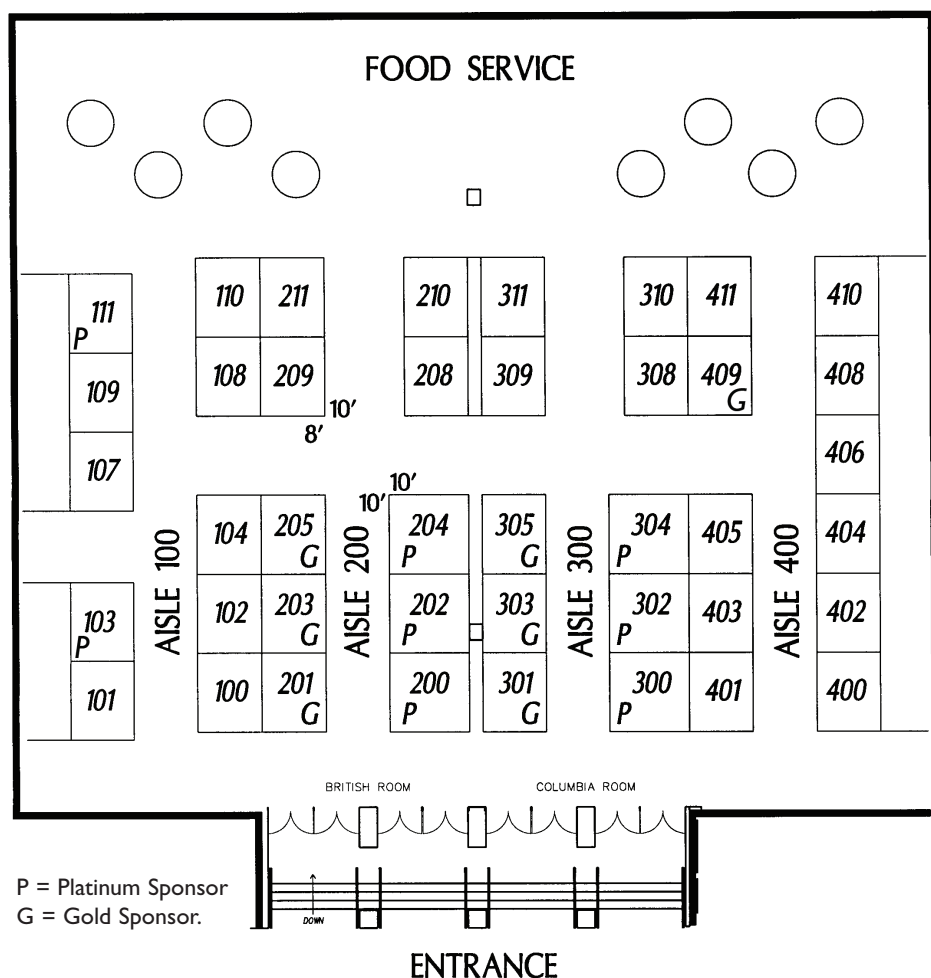 FOOD SERVICE
110 211 210 311 310 411 410
111
P
108 209 208 309 308 409 408
G
109
10'
8'
107
406
10'
10'
104 205 204 305 304 405 404
G P G P
AISLE 100
AISLE 200
AISLE 300
AISLE 400
103
P
102 203 202 303 302 403 402
G P G P
101
100 201 200 301 300 401 400
G P G P
BRITISH ROOM COLUMBIA ROOM
P = Platinum Sponsor
G = Gold Sponsor.
DOWN
ENTRANCE